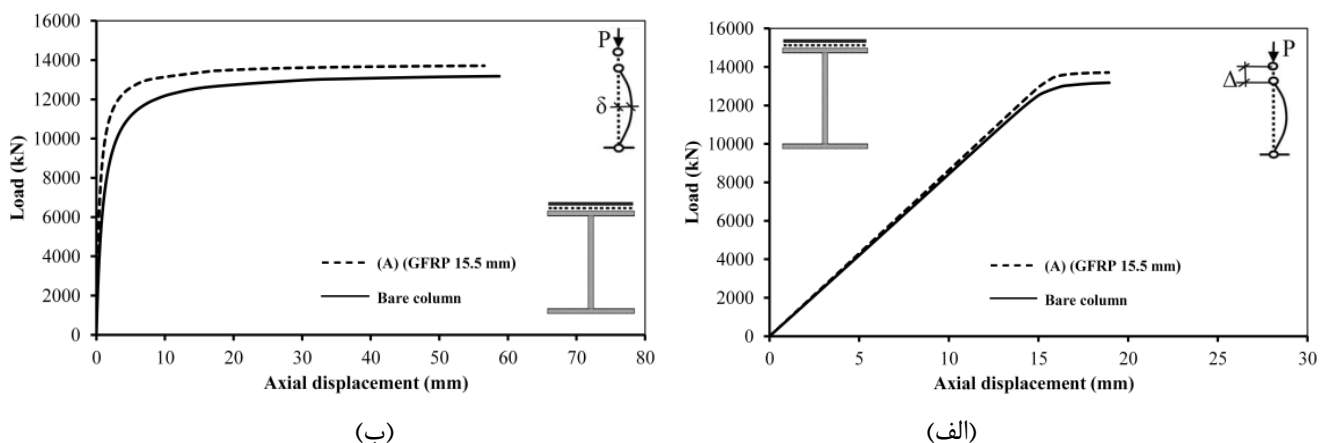 16000
14000
12000
10000
8000
6000
4000
2000
0
Load (kN)
0 10 20 30 40 50 60 70 80
Axial displacement (mm)
P
δ
(A) (GFRP 15.5 mm)
Bare column
(ب)
16000
14000
12000
10000
8000
6000
4000
2000
0
Load (kN)
0 5 10 15 20 25 30
Axial displacement (mm)
P
Δ
(A) (GFRP 15.5 mm)
Bare column
(الف)